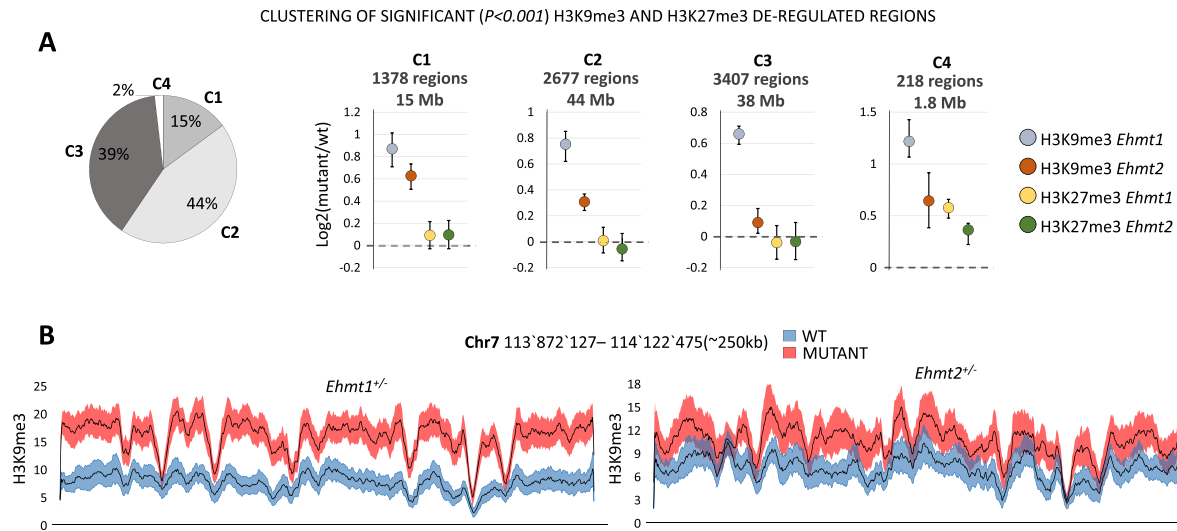 CLUSTERING OF SIGNIFICANT (P<0.001) H3K9me3 AND H3K27me3 DE-REGULATED REGIONS
A
C4
2%
C1
15%
C3
39%
44%
C2
C1
1378 regions
15 Mb
Log2(mutant/wt)
1.2
1
0.8
0.6
0.4
0.2
0
-0.2
C2
2677 regions
44 Mb
1
0.8
0.6
0.4
0.2
0
-0.2
C3
3407 regions
38 Mb
0.8
0.6
0.4
0.2
0
-0.2
C4
218 regions
1.8 Mb
1.5
1
0.5
0
H3K9me3 Ehmt1
H3K9me3 Ehmt2
H3K27me3 Ehmt1
H3K27me3 Ehmt2
B
Chr7 113`872`127– 114`122`475(~250kb)
WT
MUTANT
Ehmt1+/-
H3K9me3
25
20
15
10
5
0
Ehmt2+/-
H3K9me3
18
15
12
9
6
3
0